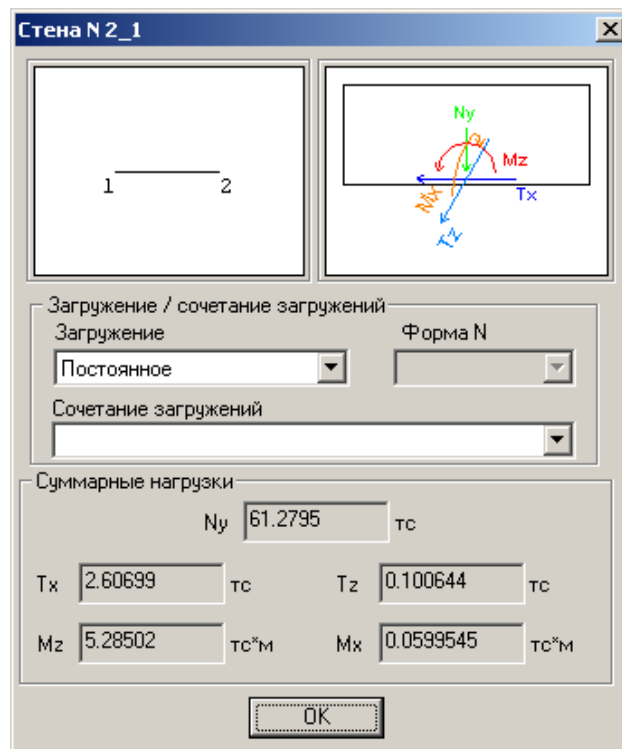 Стена N 2_1
1 2
Ny
Mz
Mx
Tx
Tz
Загружение / сочетание загружений
Загружение Форма N
Постоянное
Сочетание загружений
Суммарные нагрузки
Ny 61.2795 тс
Tx 2.60699 тс Tz 0.100644 тс
Mz 5.28502 тс*м Mx 0.0599545 тс*м
OK